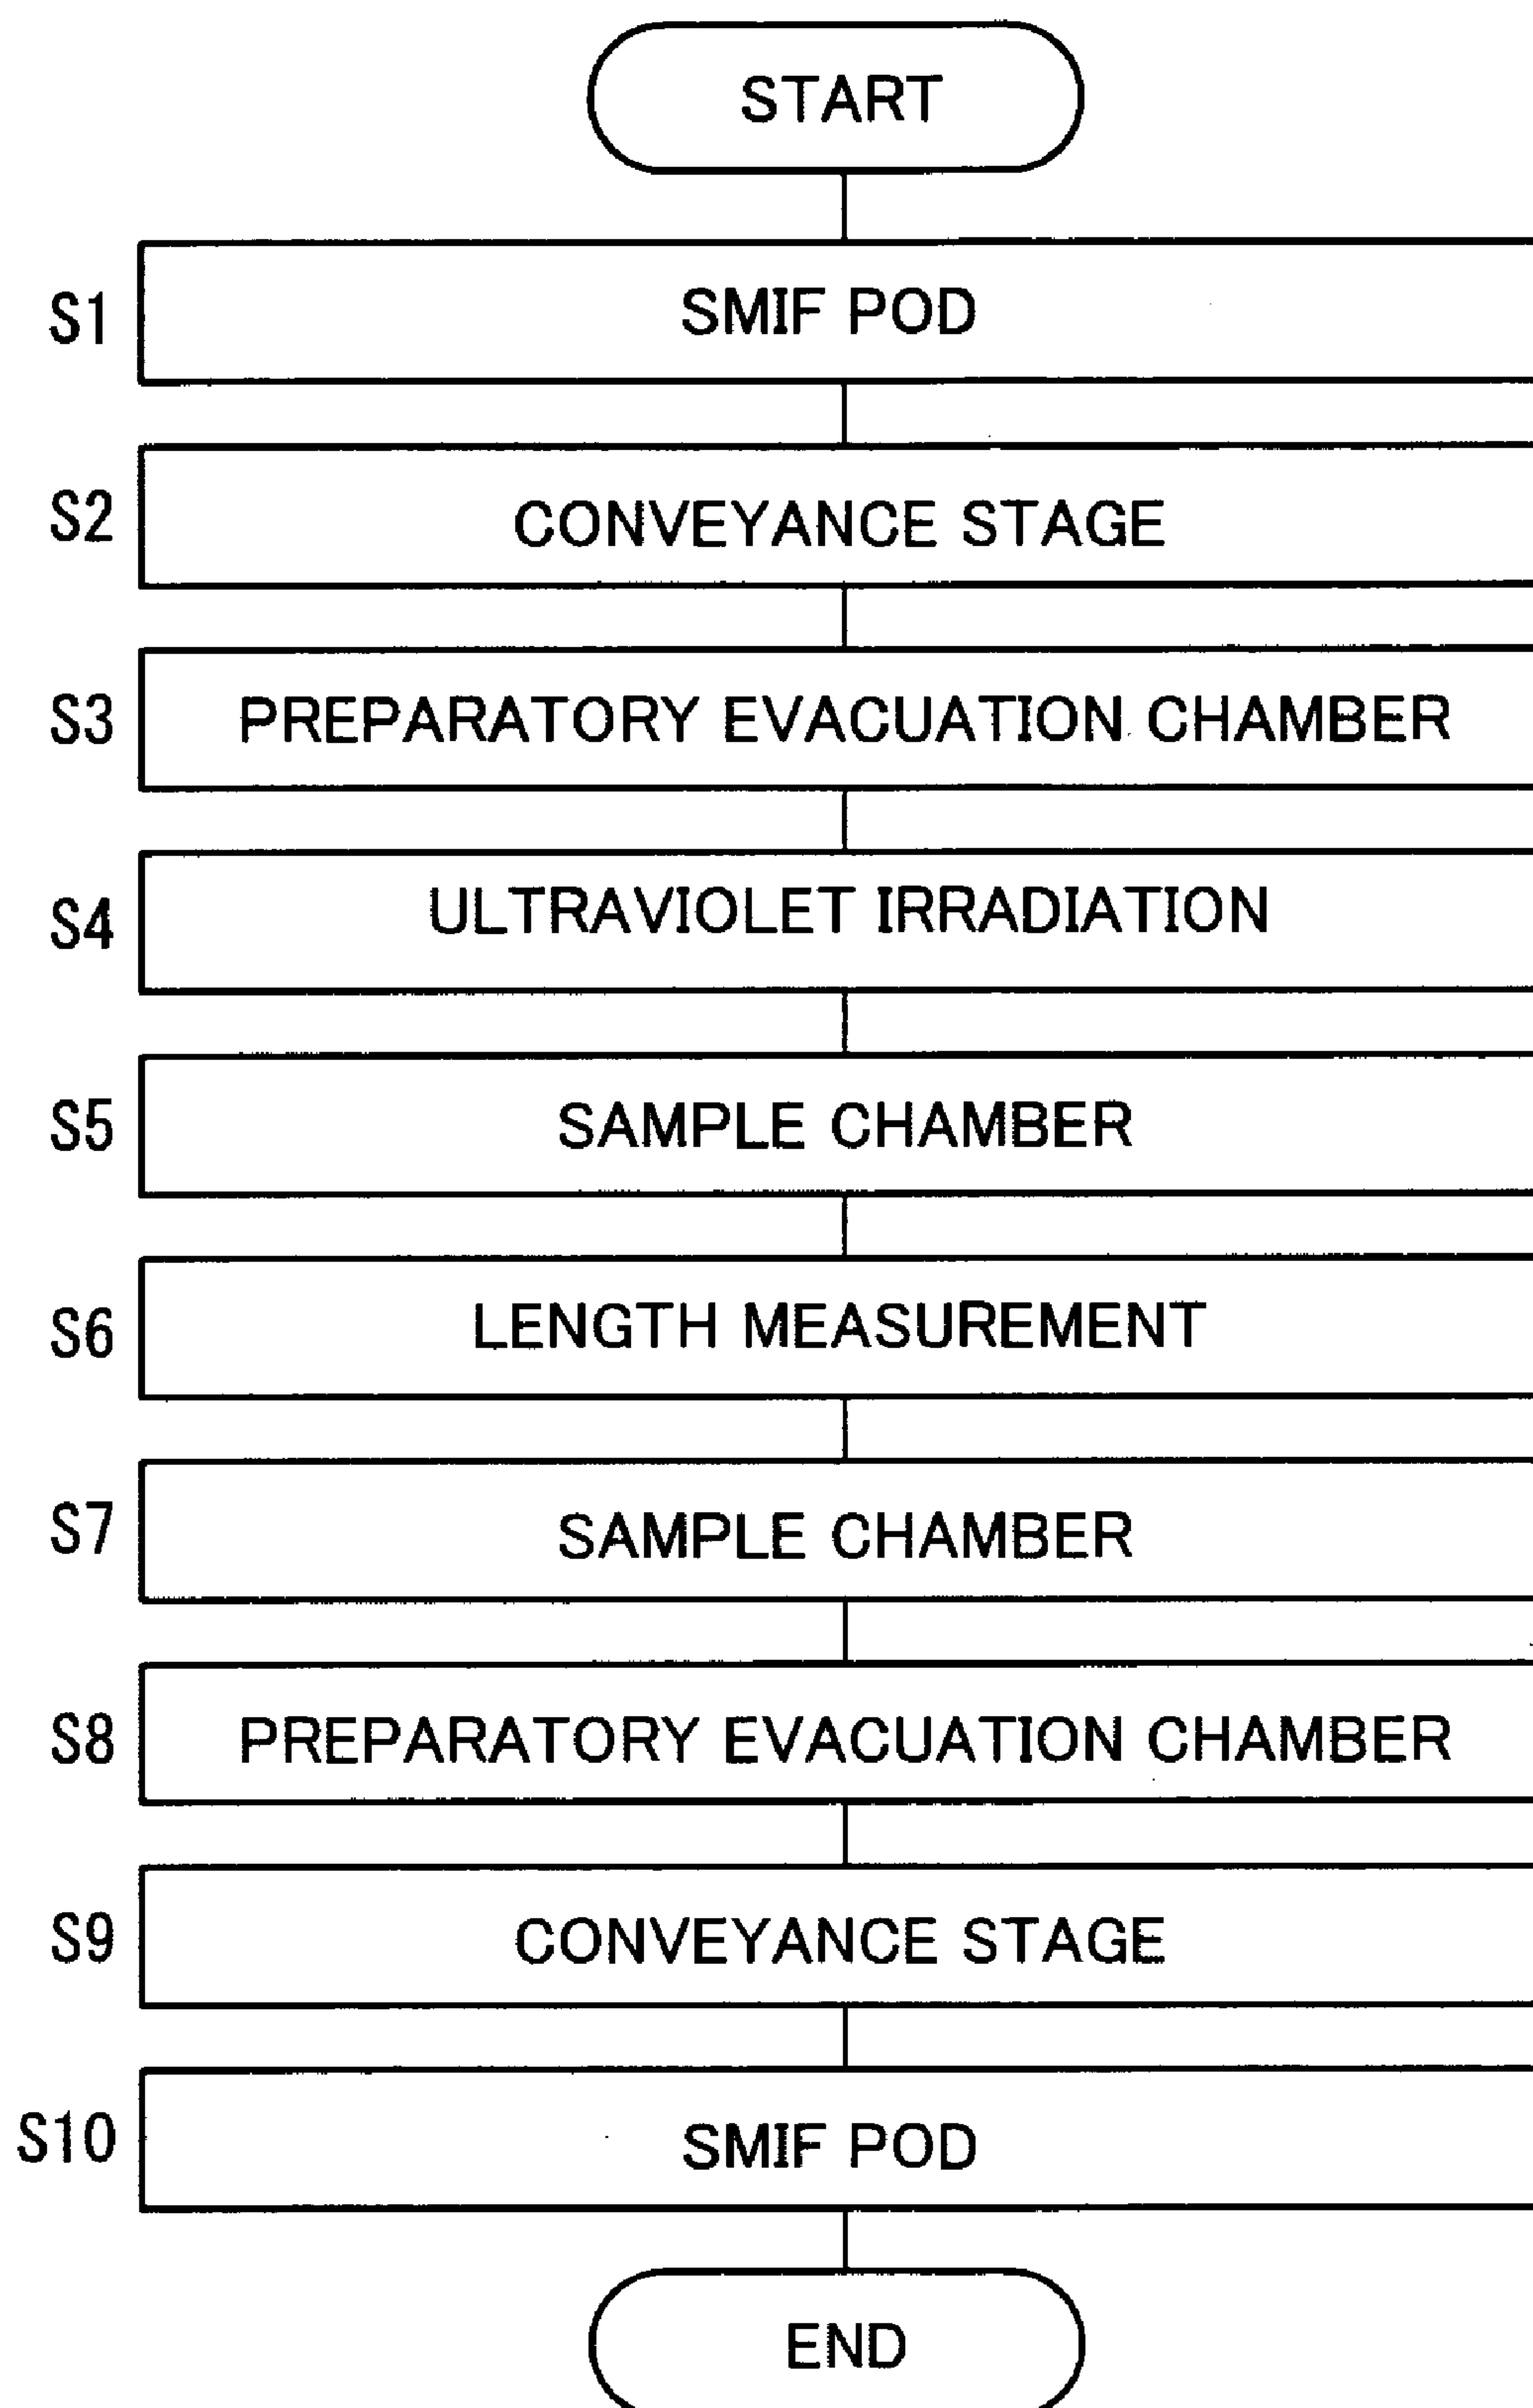 START
S1 SMIF POD
S2 CONVEYANCE STAGE
S3 PREPARATORY EVACUATION CHAMBER
S4 ULTRAVIOLET IRRADIATION
S5 SAMPLE CHAMBER
S6 LENGTH MEASUREMENT
S7 SAMPLE CHAMBER
S8 PREPARATORY EVACUATION CHAMBER
S9 CONVEYANCE STAGE
S10 SMIF POD
END